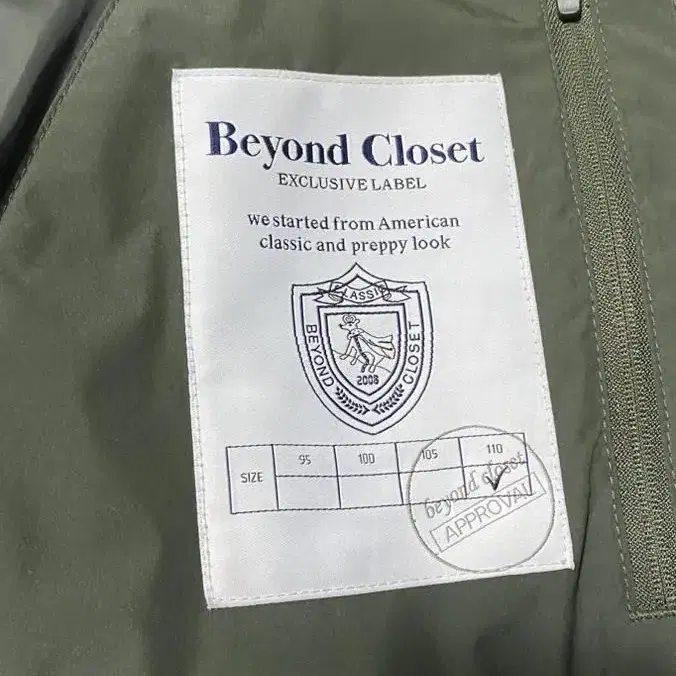 Beyond Closet
EXCLUSIVE LABEL
we started from American
classic and preppy look
CLASSIC
BEYOND
CLOSET
2008
SIZE 95 100 105 110
beyond closet
APPROVAL